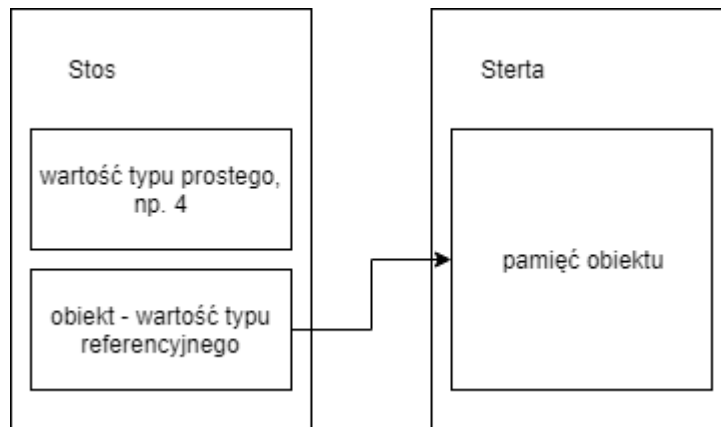 Stos
wartość typu prostego,
np. 4
obiekt - wartość typu
referencyjnego
Sterta
pamięć obiektu